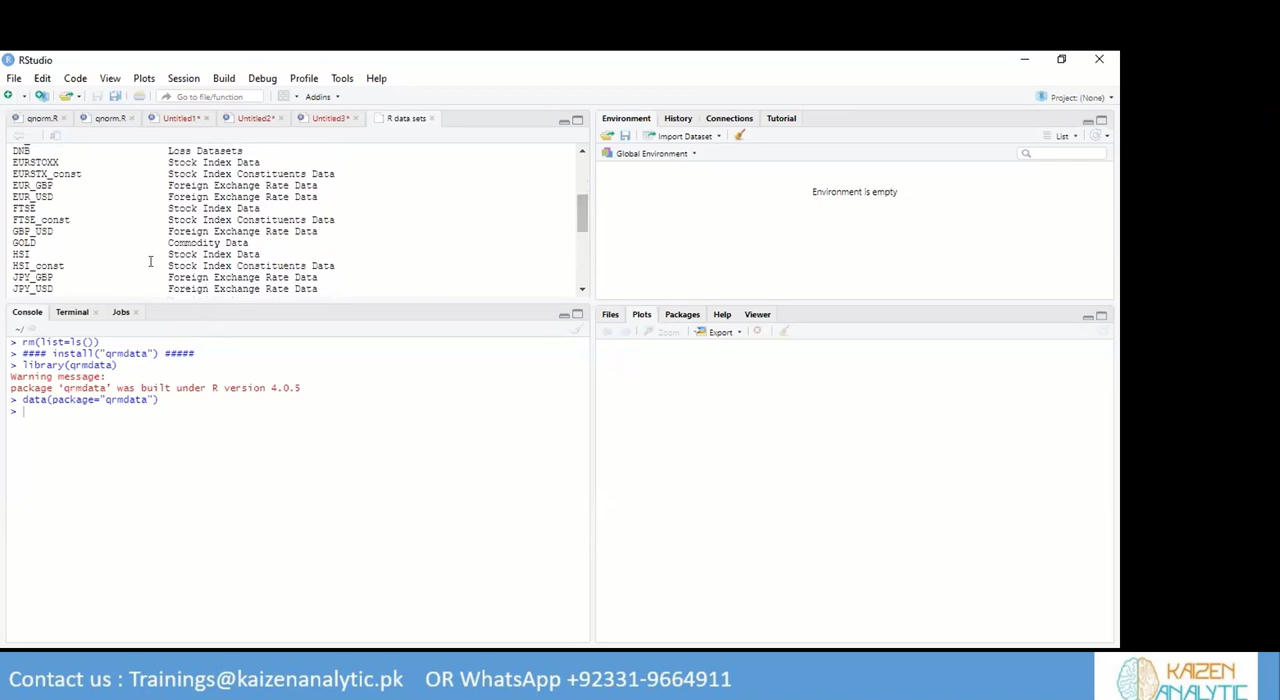 RStudio
File Edit Code View Plots Session Build Debug Profile Tools Help
Go to file/function Addins Project: (None)
qnorm.R qnorm.R Untitled1* Untitled2* Untitled3* R data sets
DNB Loss Datasets
EURSTOXX Stock Index Data
EURSTX_const Stock Index Constituents Data
EUR_GBP Foreign Exchange Rate Data
EUR_USD Foreign Exchange Rate Data
FTSE Stock Index Data
FTSE_const Stock Index Constituents Data
GBP_USD Foreign Exchange Rate Data
GOLD Commodity Data
HSI Stock Index Data
HSI_const Stock Index Constituents Data
JPY_GBP Foreign Exchange Rate Data
JPY_USD Foreign Exchange Rate Data
Console Terminal Jobs
~/
> rm(list=ls())
> #### install("qrmdata") #####
> library(qrmdata)
Warning message:
package ‘qrmdata’ was built under R version 4.0.5
> data(package="qrmdata")
>
Environment History Connections Tutorial
Import Dataset List
Global Environment
Environment is empty
Files Plots Packages Help Viewer
Zoom Export
Contact us : Trainings@kaizenanalytic.pk OR WhatsApp +92331-9664911
KAIZEN
ANALYTIC